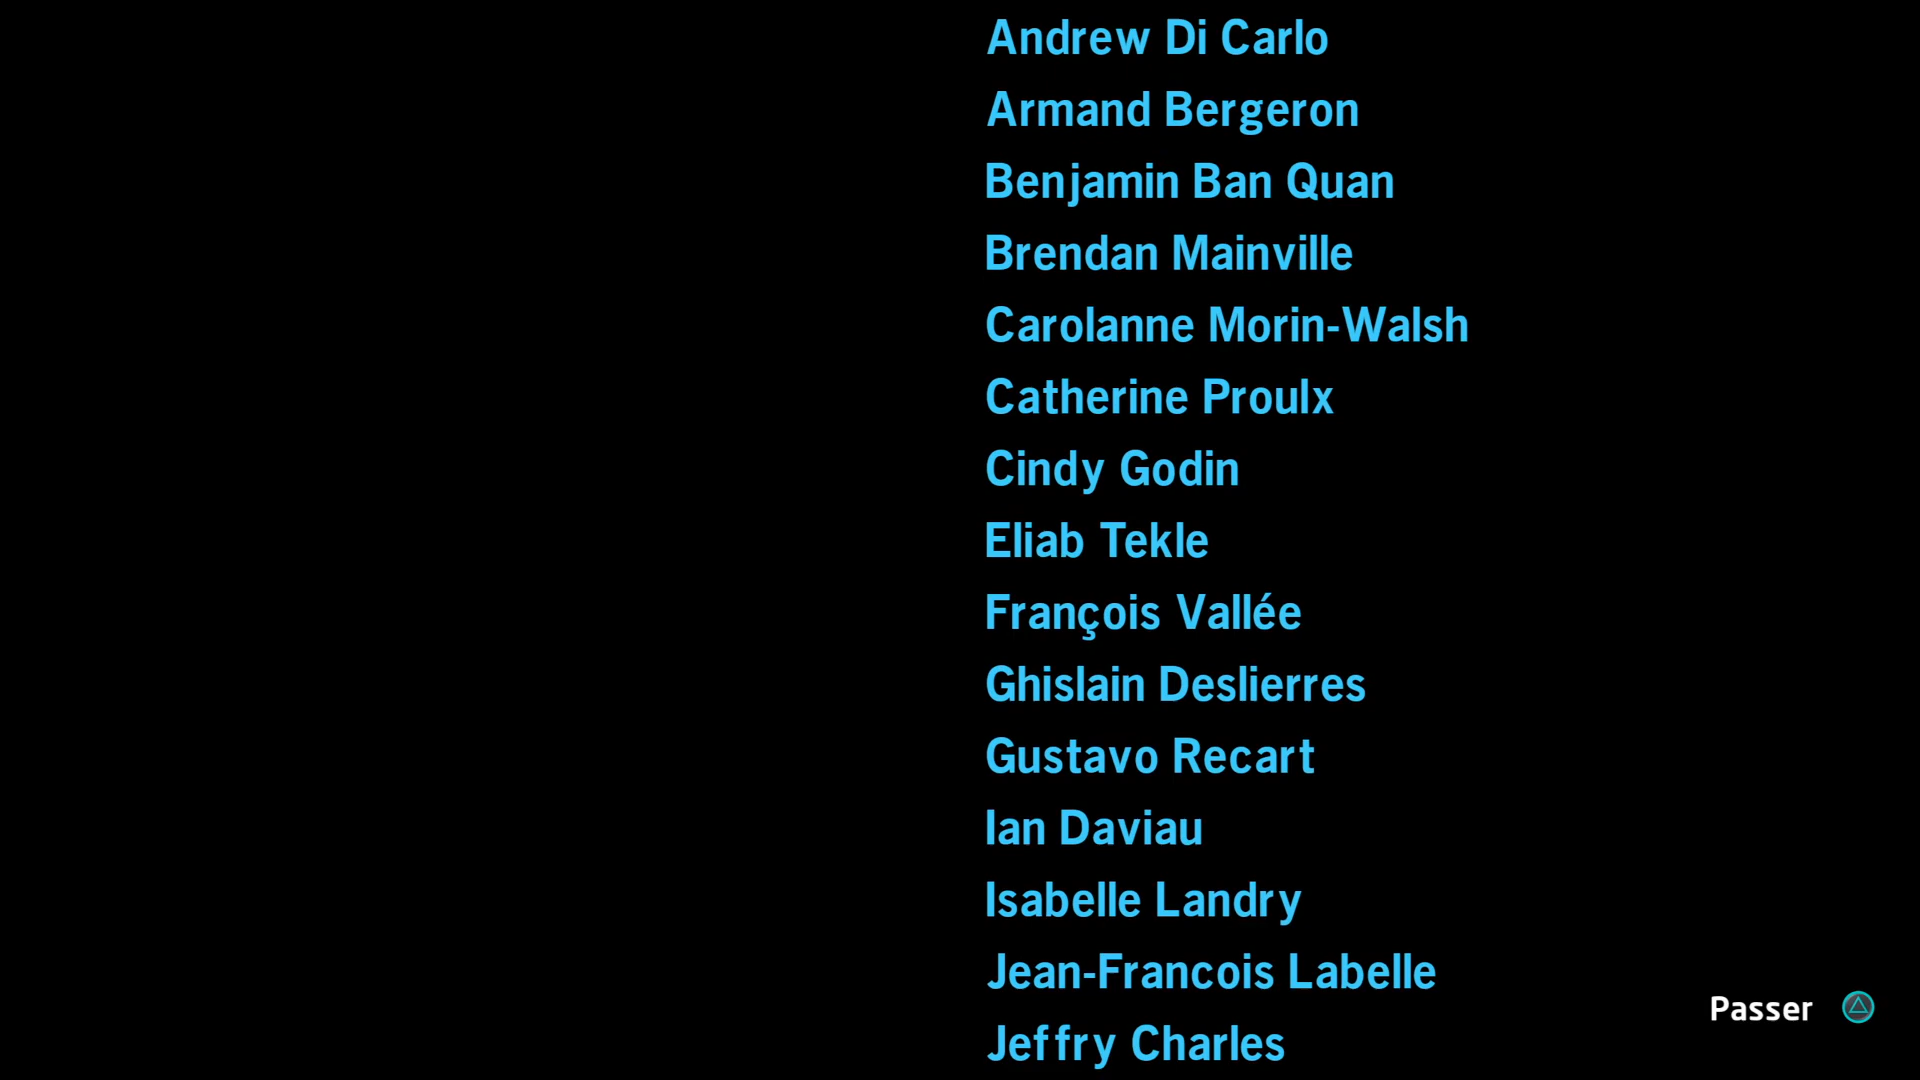 Andrew Di Carlo
Armand Bergeron
Benjamin Ban Quan
Brendan Mainville
Carolanne Morin-Walsh
Catherine Proulx
Cindy Godin
Eliab Tekle
François Vallée
Ghislain Deslierres
Gustavo Recart
Ian Daviau
Isabelle Landry
Jean-Francois Labelle
Passer
Jeffry Charles